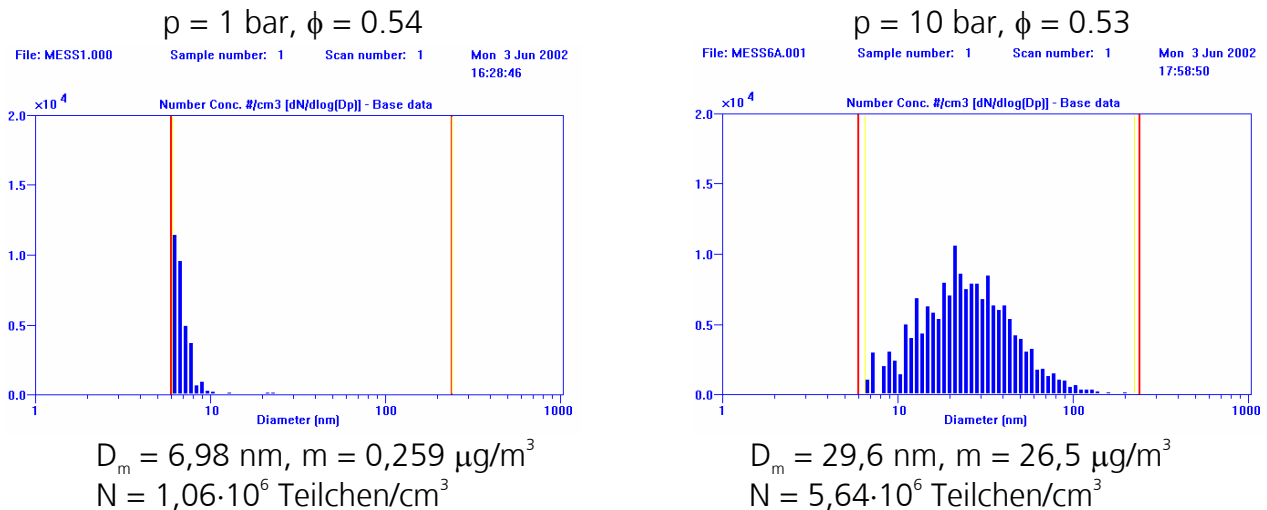 p = 1 bar, ϕ = 0.54
File: MESS1.000 Sample number: 1 Scan number: 1 Mon 3 Jun 2002
16:28:46
×10 4 Number Conc. #/cm3 [dN/dlog(Dp)] - Base data
2.0
1.5
1.0
0.5
0.0
1 10 100 1000
Diameter (nm)
Dm = 6,98 nm, m = 0,259 μg/m³
N = 1,06·10⁶ Teilchen/cm³
p = 10 bar, ϕ = 0.53
File: MESS6A.001 Sample number: 1 Scan number: 1 Mon 3 Jun 2002
17:58:50
×10 4 Number Conc. #/cm3 [dN/dlog(Dp)] - Base data
2.0
1.5
1.0
0.5
0.0
1 10 100 1000
Diameter (nm)
Dm = 29,6 nm, m = 26,5 μg/m³
N = 5,64·10⁶ Teilchen/cm³